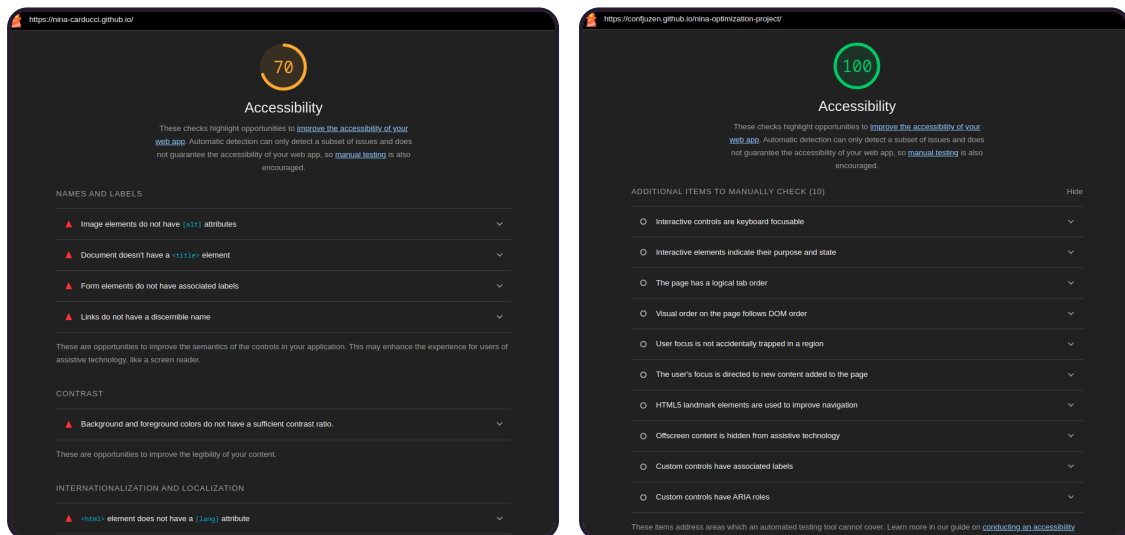 https://nina-carducci.github.io/
70
Accessibility
These checks highlight opportunities to improve the accessibility of your
web app. Automatic detection can only detect a subset of issues and does
not guarantee the accessibility of your web app, so manual testing is also
encouraged.
NAMES AND LABELS
Image elements do not have [alt] attributes
Document doesn't have a <title> element
Form elements do not have associated labels
Links do not have a discernible name
These are opportunities to improve the semantics of the controls in your application. This may enhance the experience for users of
assistive technology, like a screen reader.
CONTRAST
Background and foreground colors do not have a sufficient contrast ratio.
These are opportunities to improve the legibility of your content.
INTERNATIONALIZATION AND LOCALIZATION
<html> element does not have a [lang] attribute
https://confjuzen.github.io/nina-optimization-project/
100
Accessibility
These checks highlight opportunities to improve the accessibility of your
web app. Automatic detection can only detect a subset of issues and does
not guarantee the accessibility of your web app, so manual testing is also
encouraged.
ADDITIONAL ITEMS TO MANUALLY CHECK (10) Hide
Interactive controls are keyboard focusable
Interactive elements indicate their purpose and state
The page has a logical tab order
Visual order on the page follows DOM order
User focus is not accidentally trapped in a region
The user's focus is directed to new content added to the page
HTML5 landmark elements are used to improve navigation
Offscreen content is hidden from assistive technology
Custom controls have associated labels
Custom controls have ARIA roles
These items address areas which an automated testing tool cannot cover. Learn more in our guide on conducting an accessibility